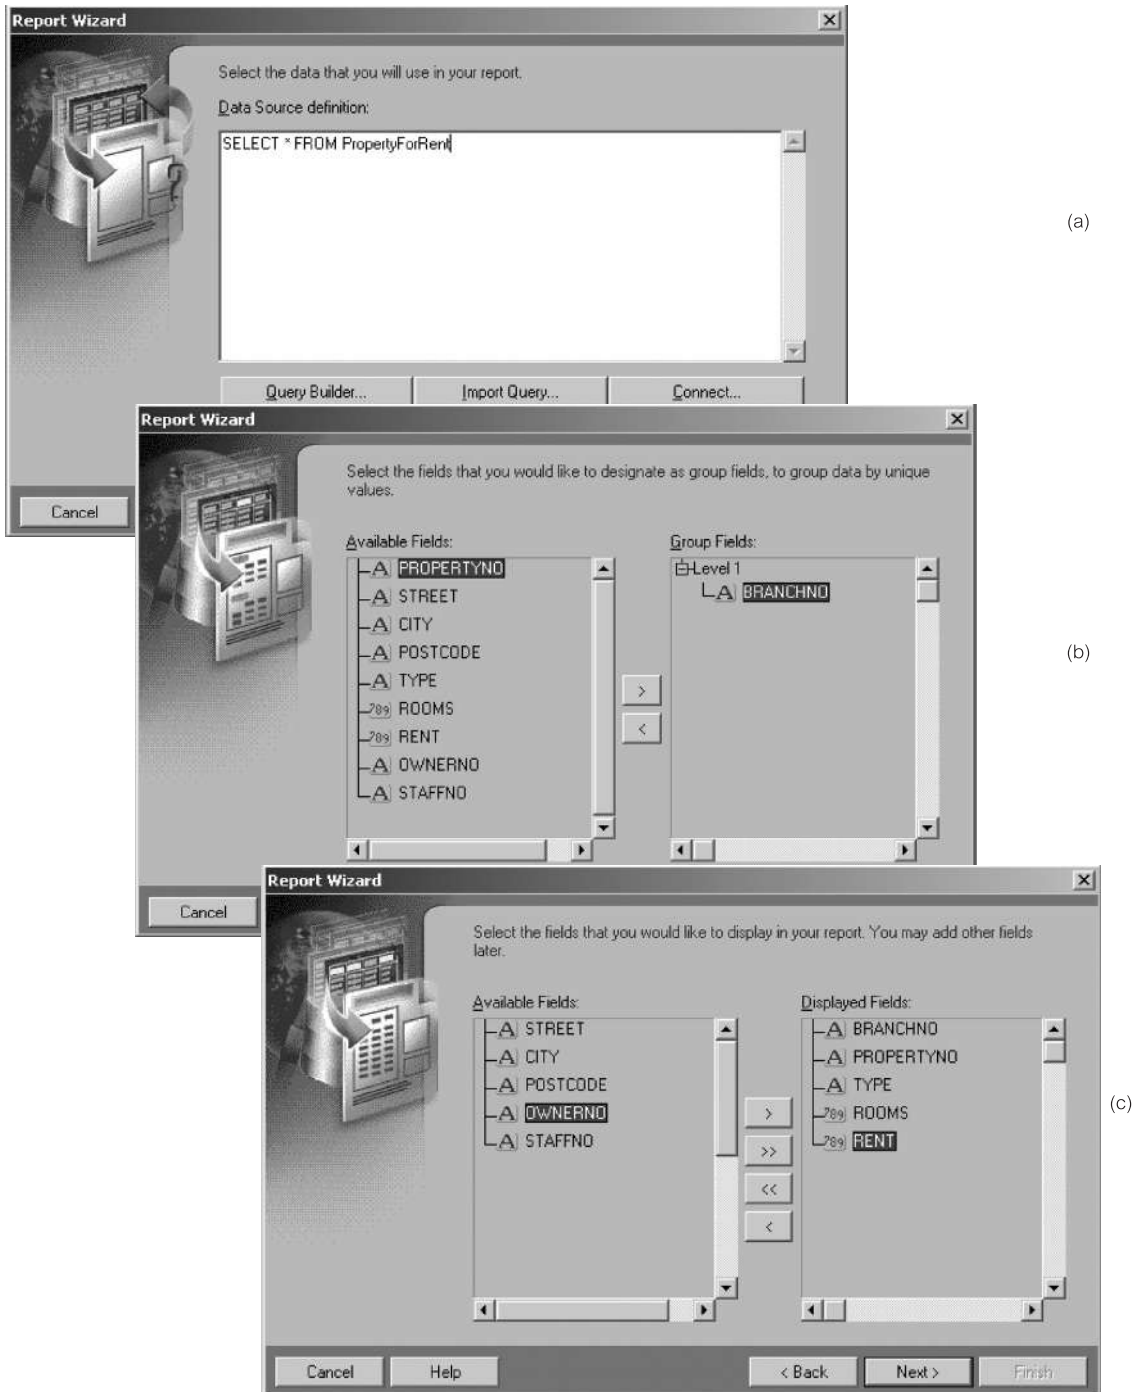 Report Wizard
Select the data that you will use in your report.
Data Source definition:
SELECT * FROM PropertyForRent
(a)
Query Builder...
Import Query...
Connect...
Cancel
Report Wizard
Select the fields that you would like to designate as group fields, to group data by unique
values.
Available Fields:
Group Fields:
PROPERTYNO
STREET
CITY
POSTCODE
TYPE
789 ROOMS
789 RENT
OWNERNO
STAFFNO
Level 1
BRANCHNO
>
<
(b)
Cancel
Report Wizard
Select the fields that you would like to display in your report. You may add other fields
later.
Available Fields:
Displayed Fields:
STREET
CITY
POSTCODE
OWNERNO
STAFFNO
>
>>
<<
<
BRANCHNO
PROPERTYNO
TYPE
789 ROOMS
789 RENT
(c)
Cancel
Help
< Back
Next >
Finish